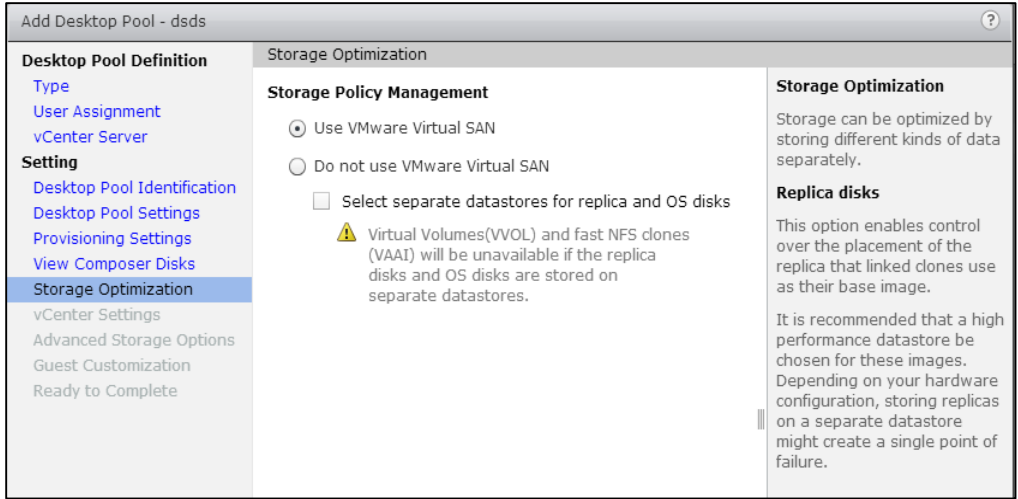 Add Desktop Pool - dsds
?
Desktop Pool Definition
Type
User Assignment
vCenter Server
Setting
Desktop Pool Identification
Desktop Pool Settings
Provisioning Settings
View Composer Disks
Storage Optimization
vCenter Settings
Advanced Storage Options
Guest Customization
Ready to Complete
Storage Optimization
Storage Policy Management
Use VMware Virtual SAN
Do not use VMware Virtual SAN
Select separate datastores for replica and OS disks
Virtual Volumes(VVOL) and fast NFS clones
(VAAI) will be unavailable if the replica
disks and OS disks are stored on
separate datastores.
Storage Optimization
Storage can be optimized by
storing different kinds of data
separately.
Replica disks
This option enables control
over the placement of the
replica that linked clones use
as their base image.
It is recommended that a high
performance datastore be
chosen for these images.
Depending on your hardware
configuration, storing replicas
on a separate datastore
might create a single point of
failure.